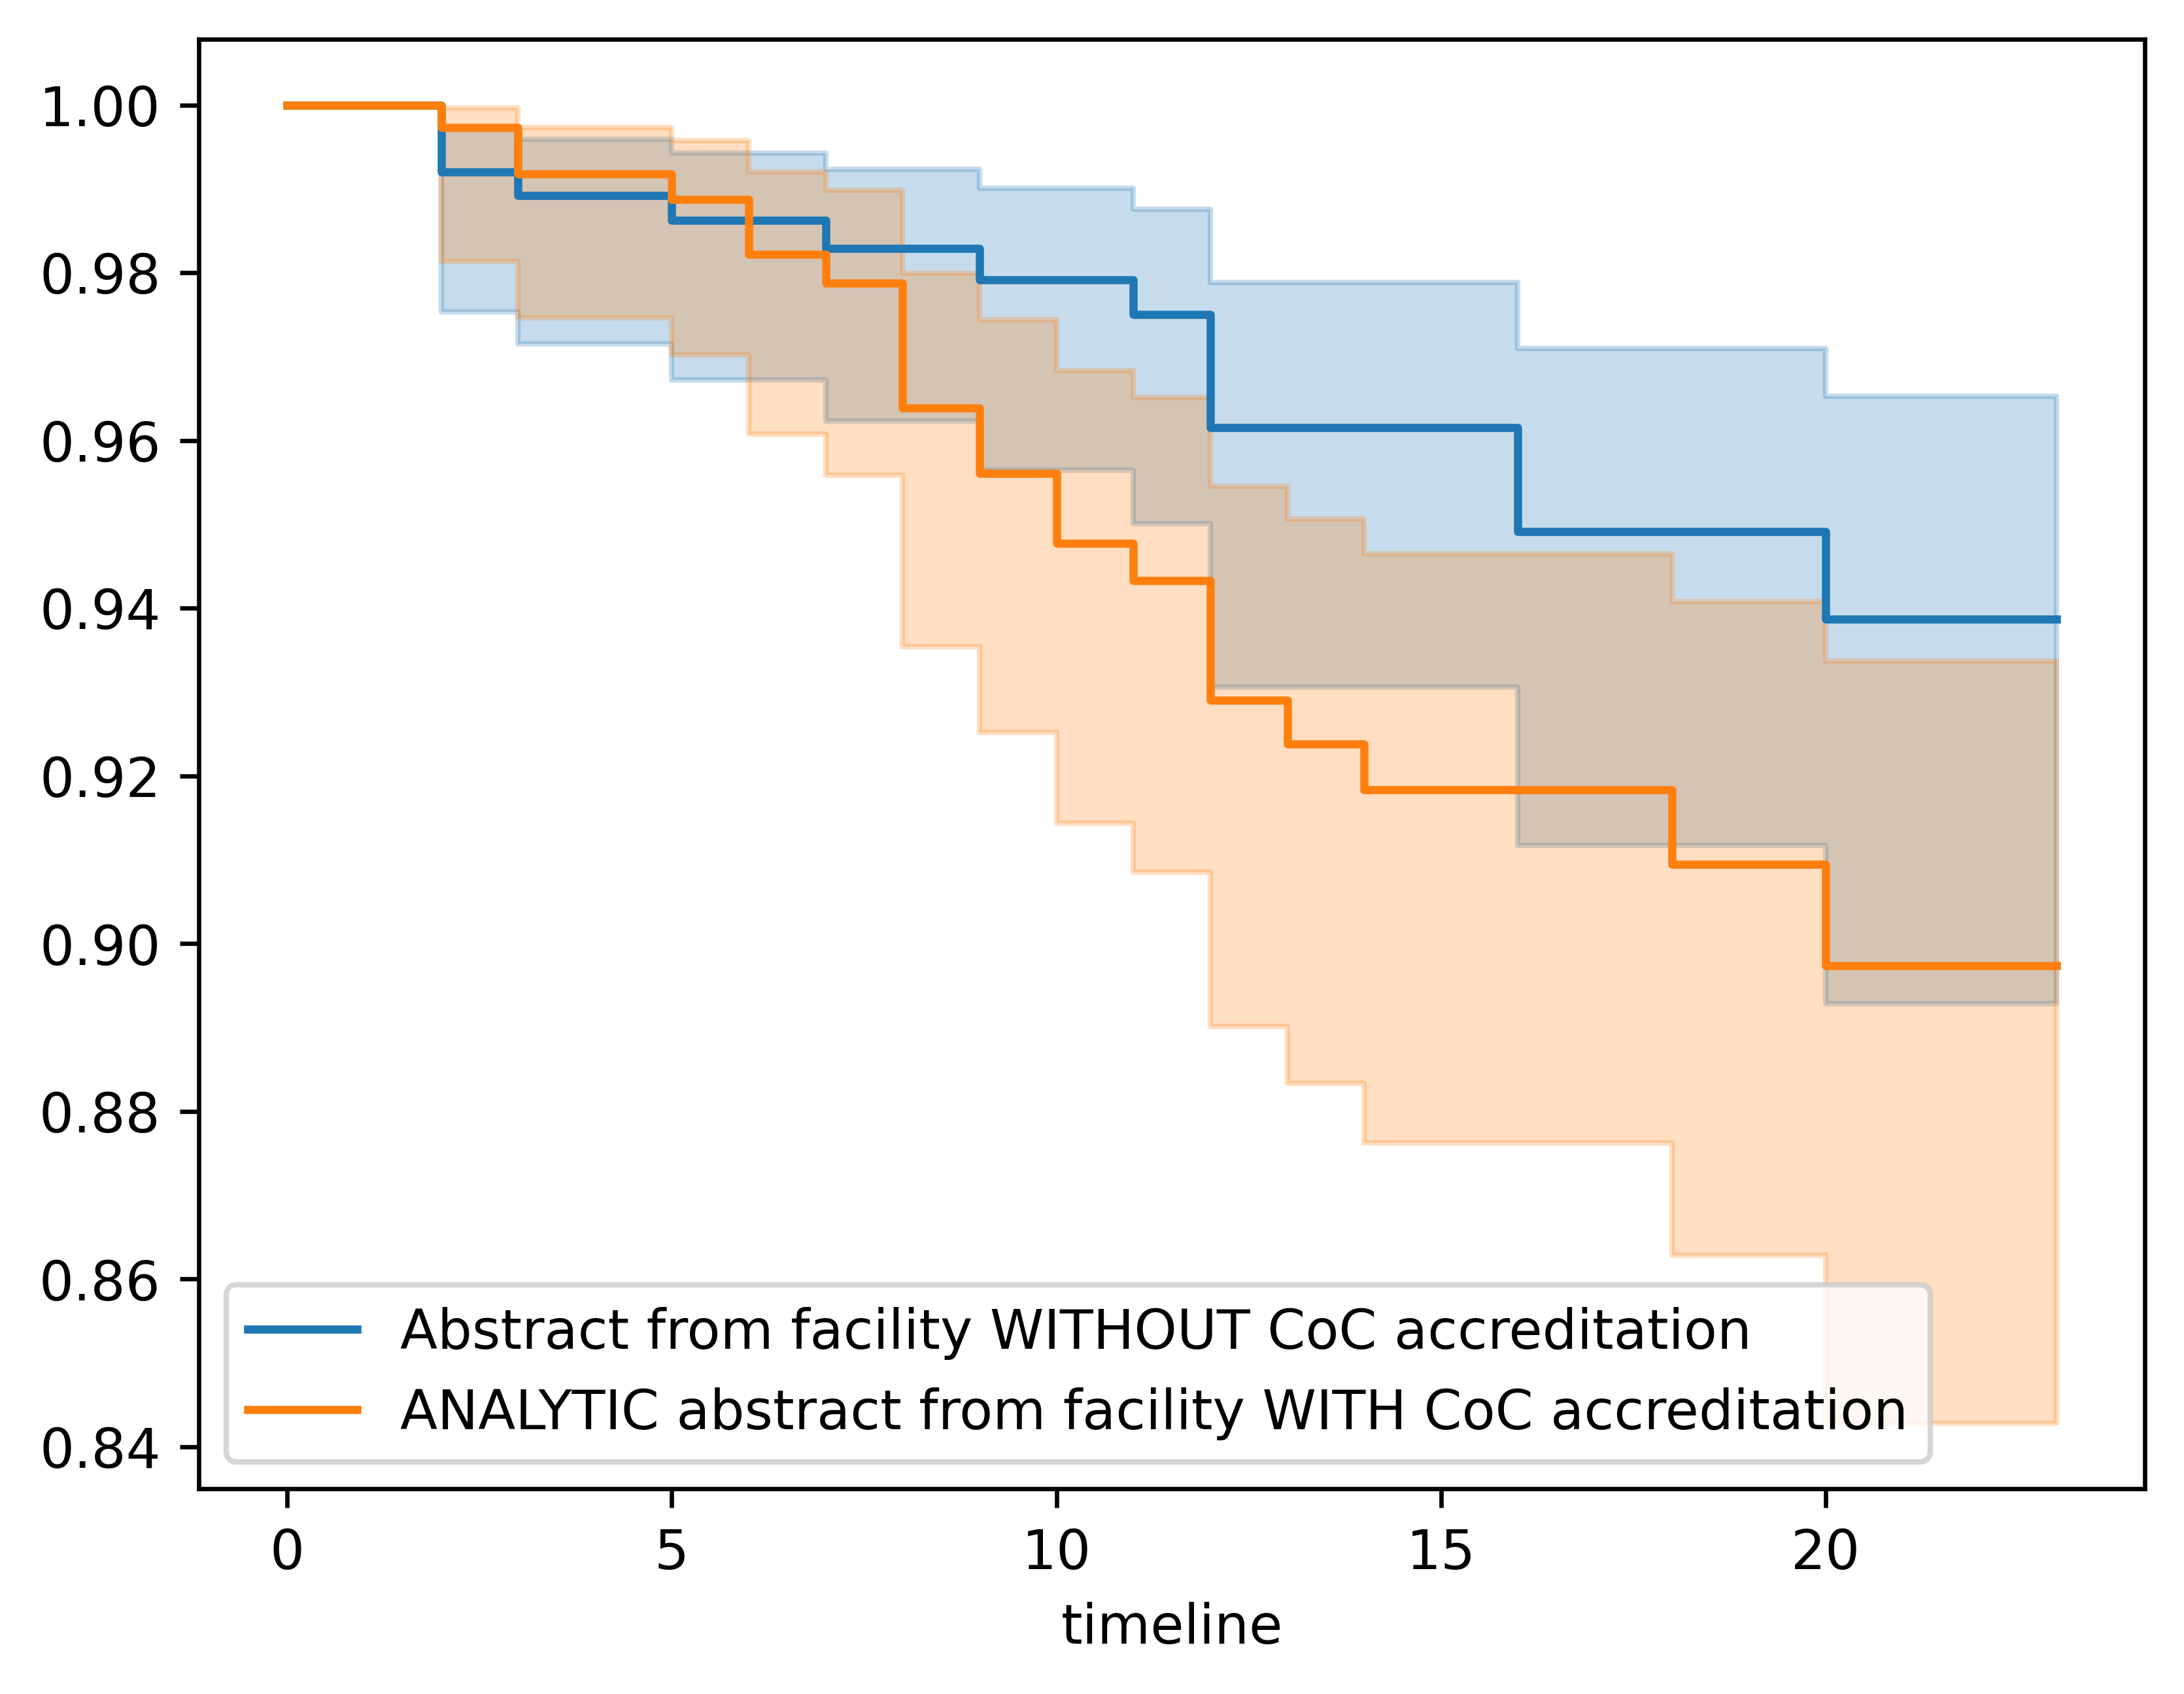 1.00
0.98
0.96
0.94
0.92
0.90
0.88
0.86
0.84
Abstract from facility WITHOUT CoC accreditation
ANALYTIC abstract from facility WITH CoC accreditation
0 5 10 15 20
timeline